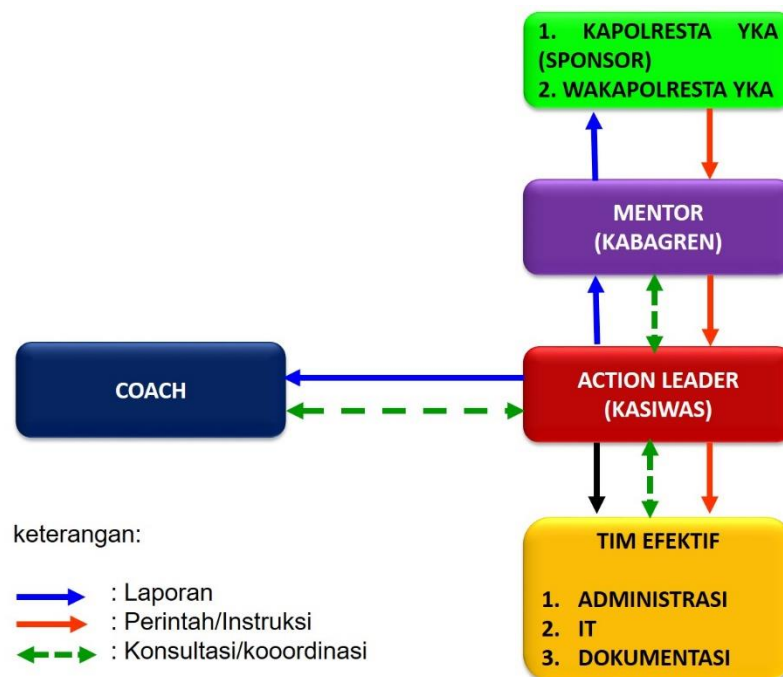 1. KAPOLRESTA YKA
(SPONSOR)
2. WAKAPOLRESTA YKA
MENTOR
(KABAGREN)
COACH
ACTION LEADER
(KASIWAS)
TIM EFEKTIF
1. ADMINISTRASI
2. IT
3. DOKUMENTASI
keterangan:
: Laporan
: Perintah/Instruksi
: Konsultasi/kooordinasi